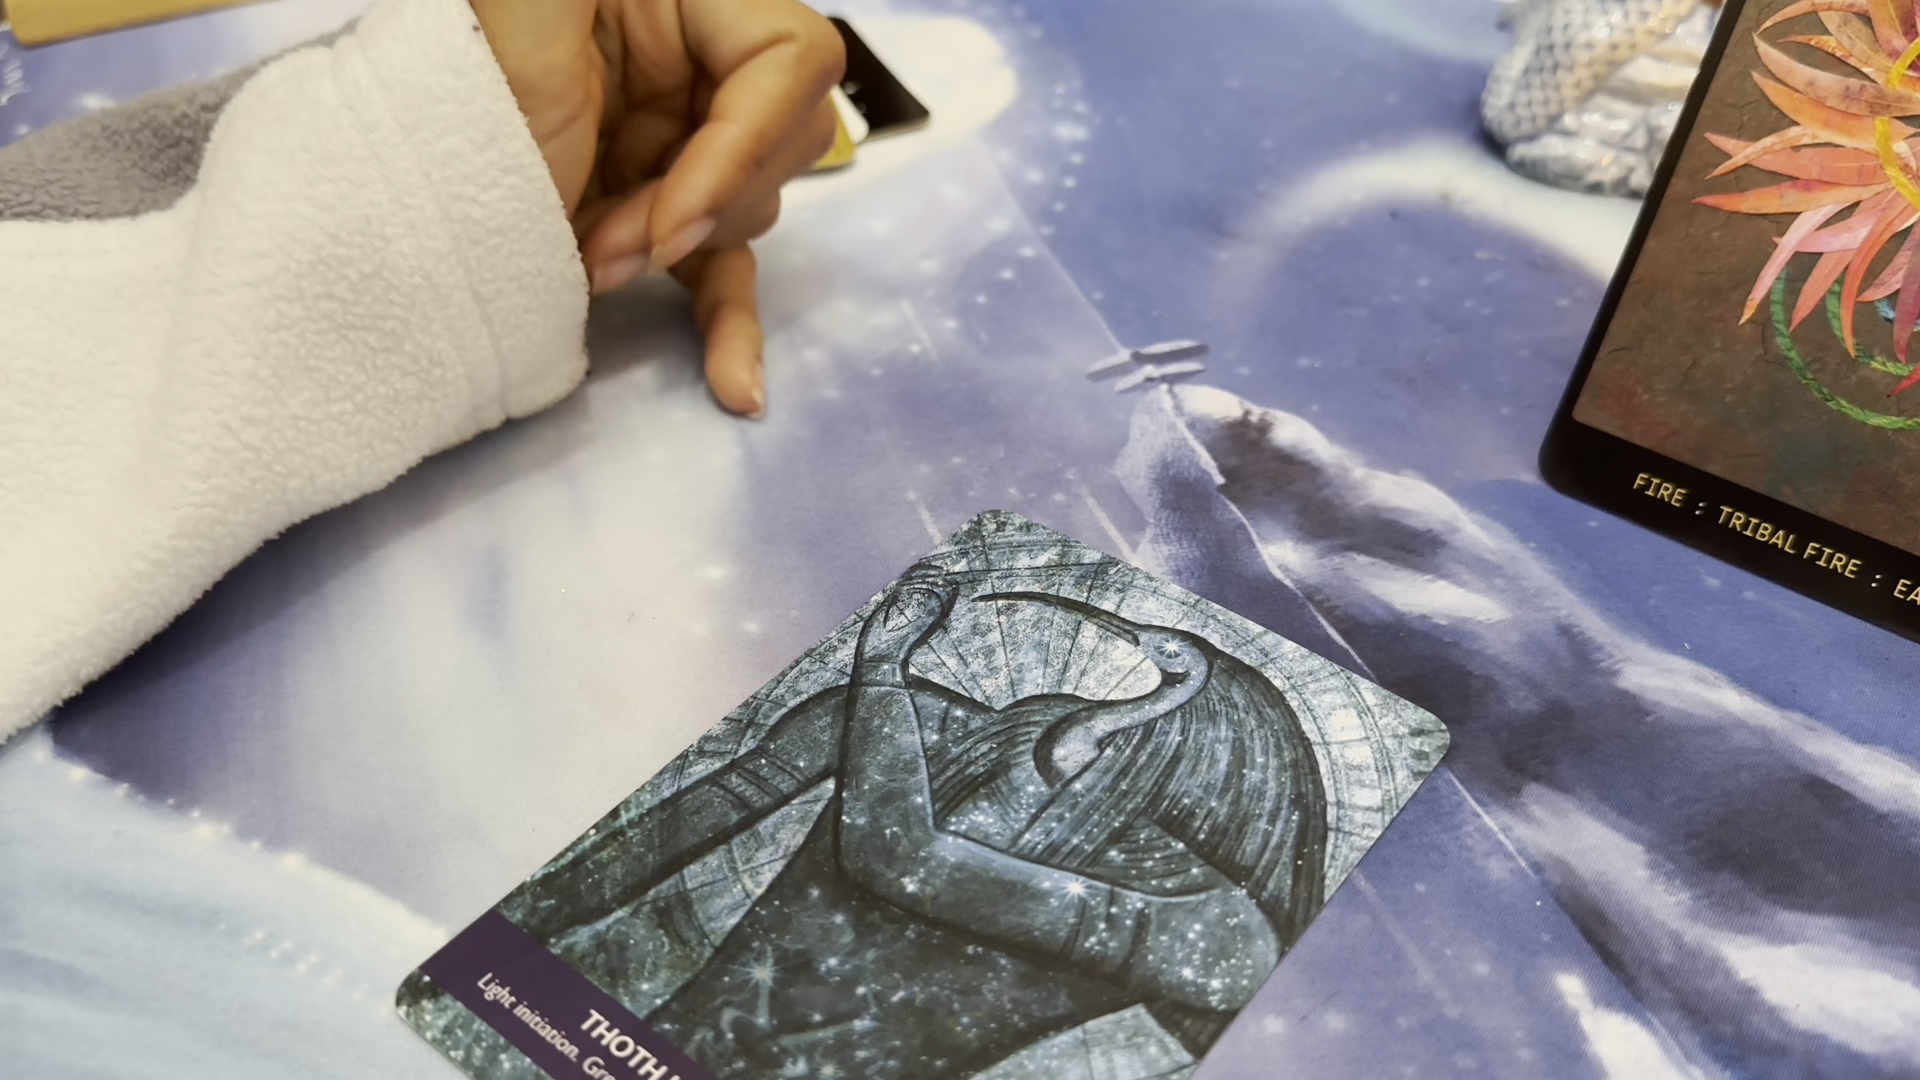 FIRE : TRIBAL FIRE :
THOTH
Light initiation.